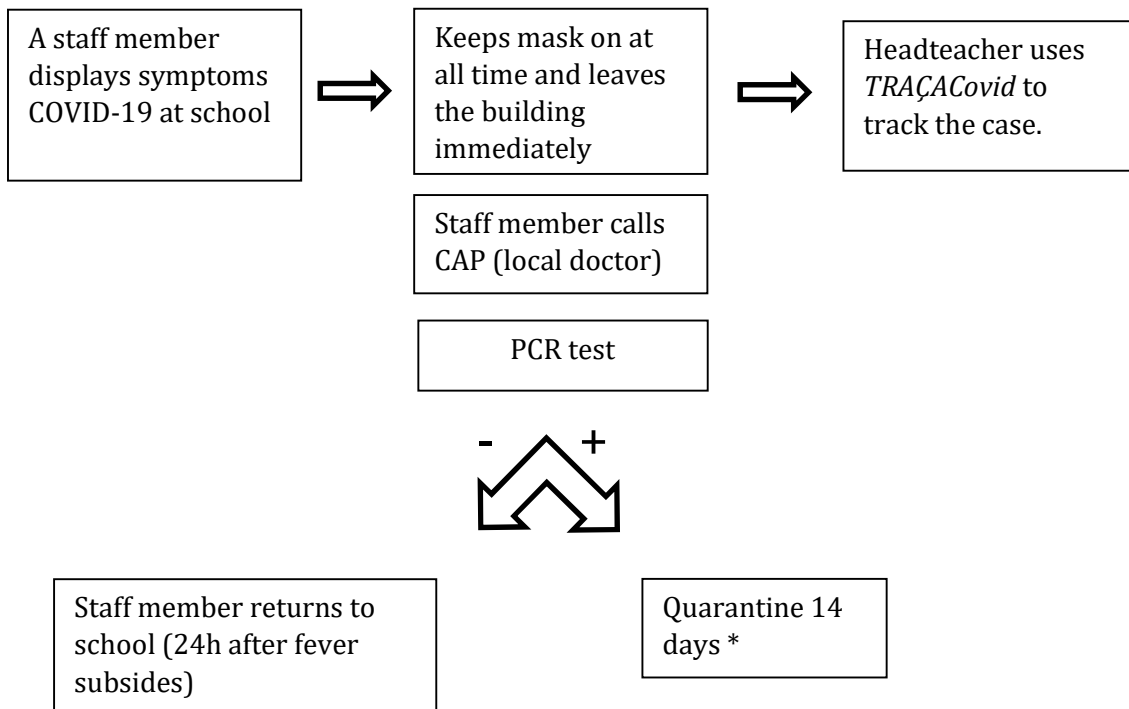 A staff member
displays symptoms
COVID-19 at school
Keeps mask on at
all time and leaves
the building
immediately
Headteacher uses
TRAÇACovid to
track the case.
Staff member calls
CAP (local doctor)
PCR test
- +
Staff member returns to
school (24h after fever
subsides)
Quarantine 14
days *